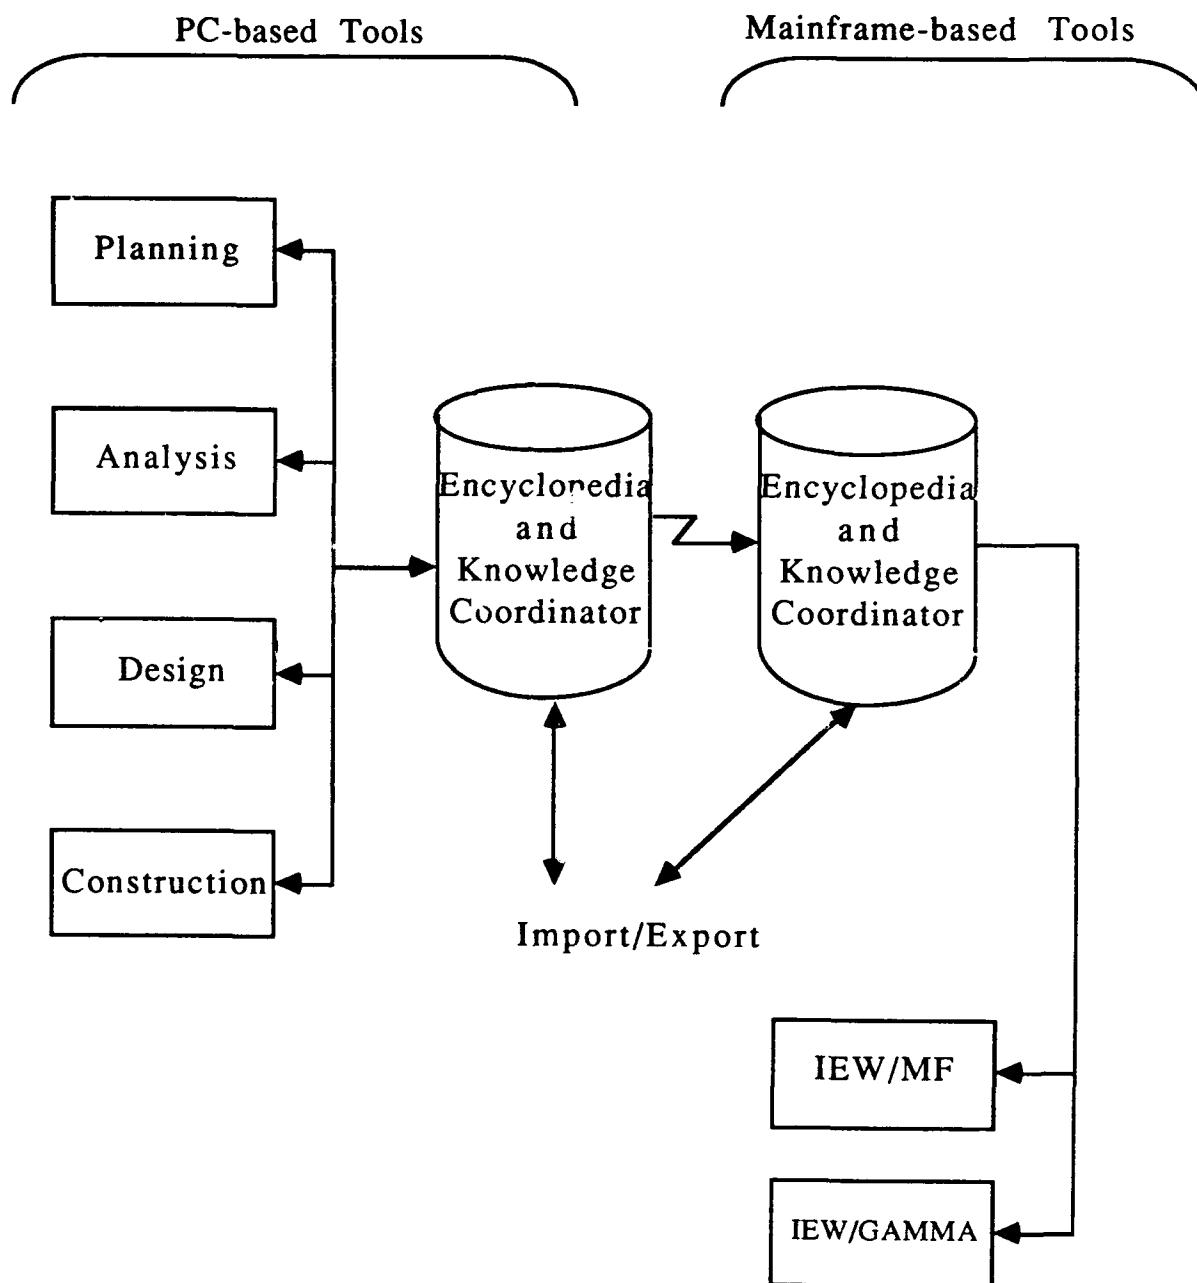 PC-based Tools
Mainframe-based Tools
Planning
Analysis
Design
Construction
Encyclopedia
and
Knowledge
Coordinator
Encyclopedia
and
Knowledge
Coordinator
Import/Export
IEW/MF
IEW/GAMMA